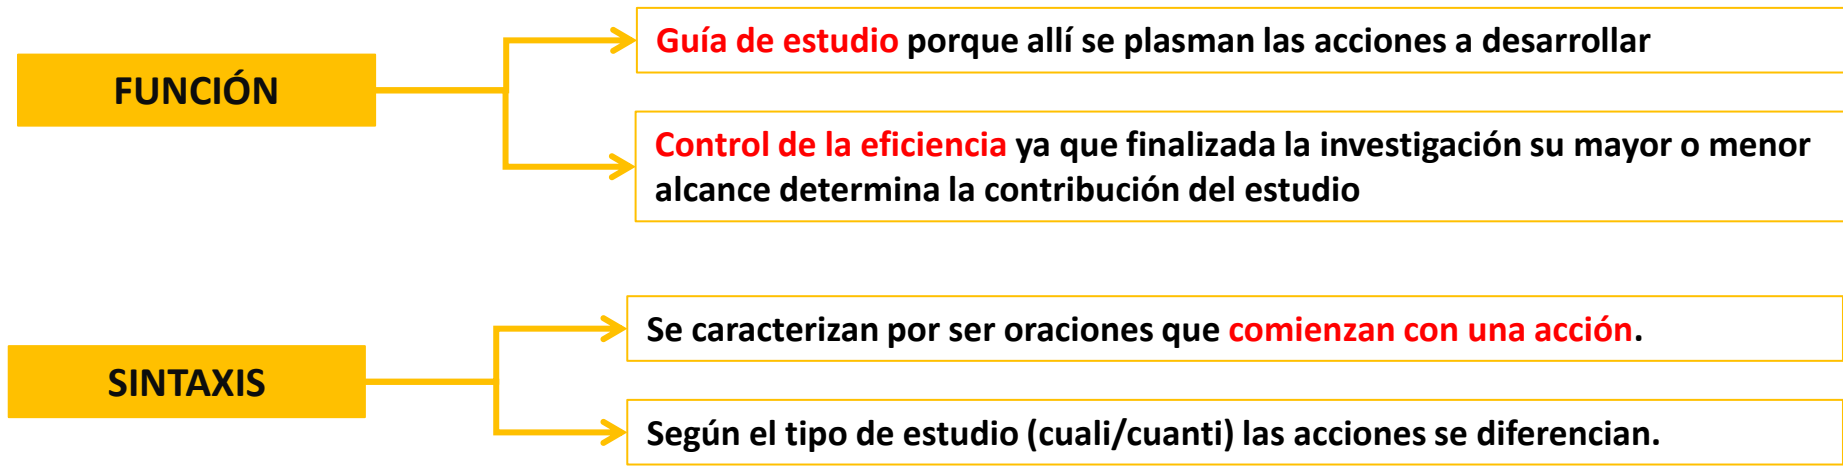 FUNCIÓN
Guía de estudio porque allí se plasman las acciones a desarrollar
Control de la eficiencia ya que finalizada la investigación su mayor o menor
alcance determina la contribución del estudio
SINTAXIS
Se caracterizan por ser oraciones que comienzan con una acción.
Según el tipo de estudio (cuali/cuanti) las acciones se diferencian.